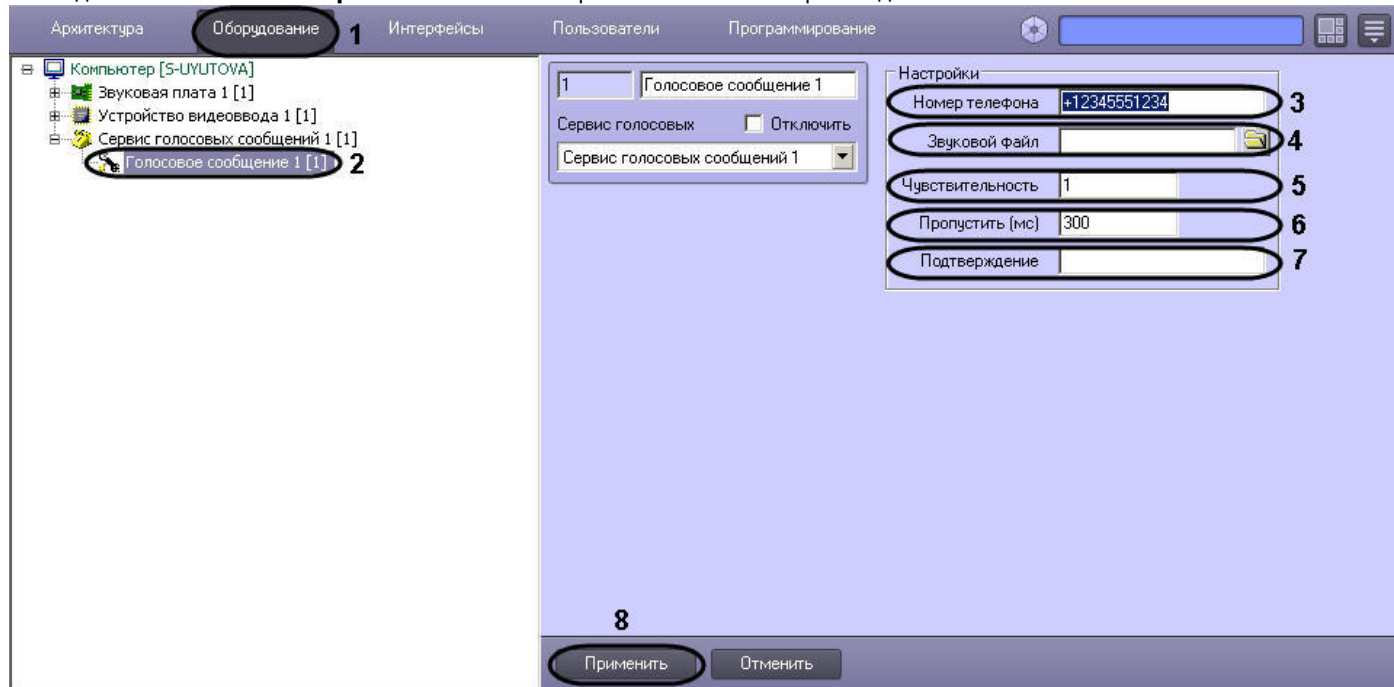 Архитектура Оборудование 1 Интерфейсы Пользователи Программирование
Компьютер [S-UYUTOVA]
Звуковая плата 1 [1]
Устройство видеоввода 1 [1]
Сервис голосовых сообщений 1 [1]
Голосовое сообщение 1 [1] 2
1 Голосовое сообщение 1
Сервис голосовых Отключить
Сервис голосовых сообщений 1
Настройки
Номер телефона +12345551234 3
Звуковой файл 4
Чувствительность 1 5
Пропустить (мс) 300 6
Подтверждение 7
8
Применить Отменить